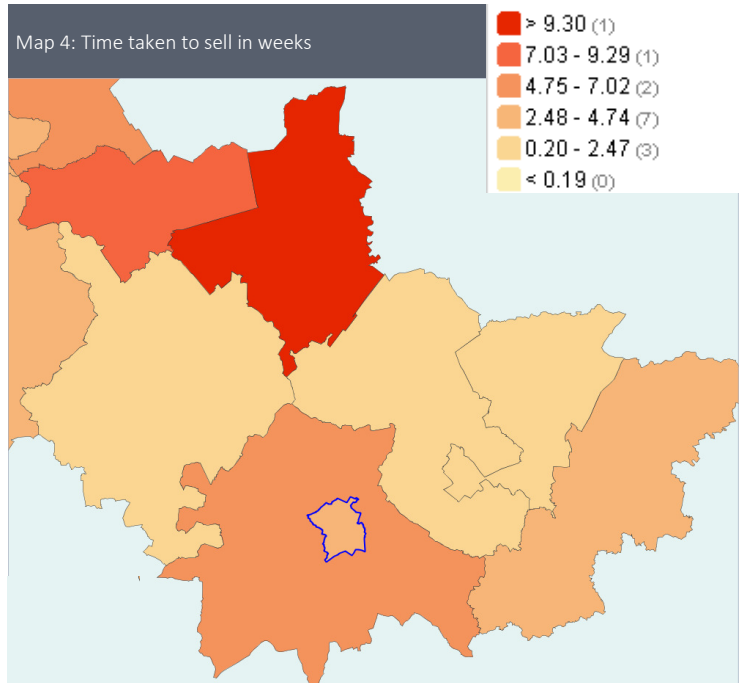 Map 4: Time taken to sell in weeks
> 9.30 (1)
7.03 - 9.29 (1)
4.75 - 7.02 (2)
2.48 - 4.74 (7)
0.20 - 2.47 (3)
< 0.19 (0)